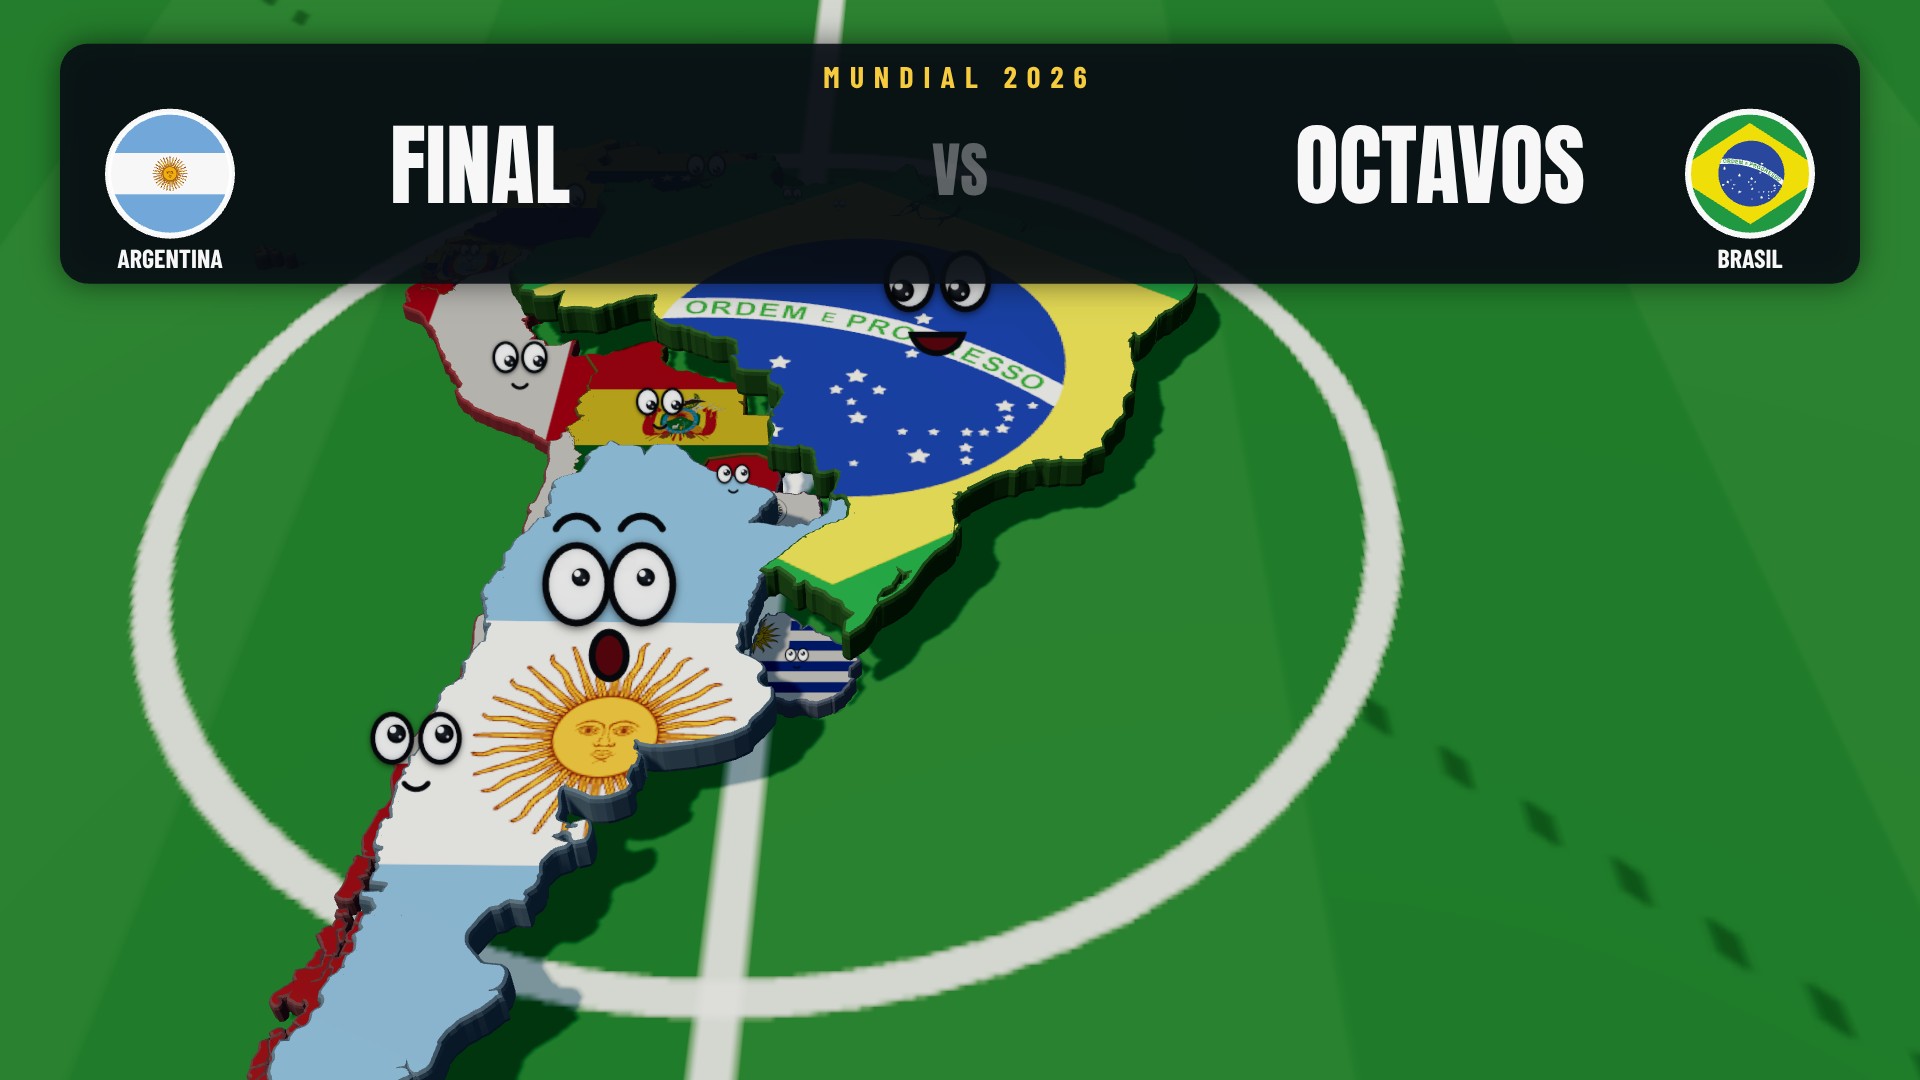 MUNDIAL 2026
FINAL VS OCTAVOS
ARGENTINA
BRASIL
ORDEM E PROGRESSO